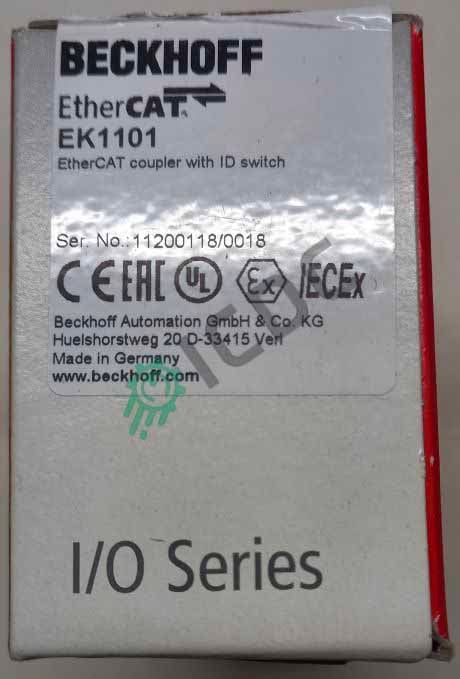 BECKHOFF
EtherCAT
EK1101
EtherCAT coupler with ID switch
Ser. No.: 11200118/0018
CE EAC UL Ex IECEx
Beckhoff Automation GmbH & Co. KG
Huelshorstweg 20 D-33415 Verl
Made in Germany
www.beckhoff.com
ICDC
I/O Series